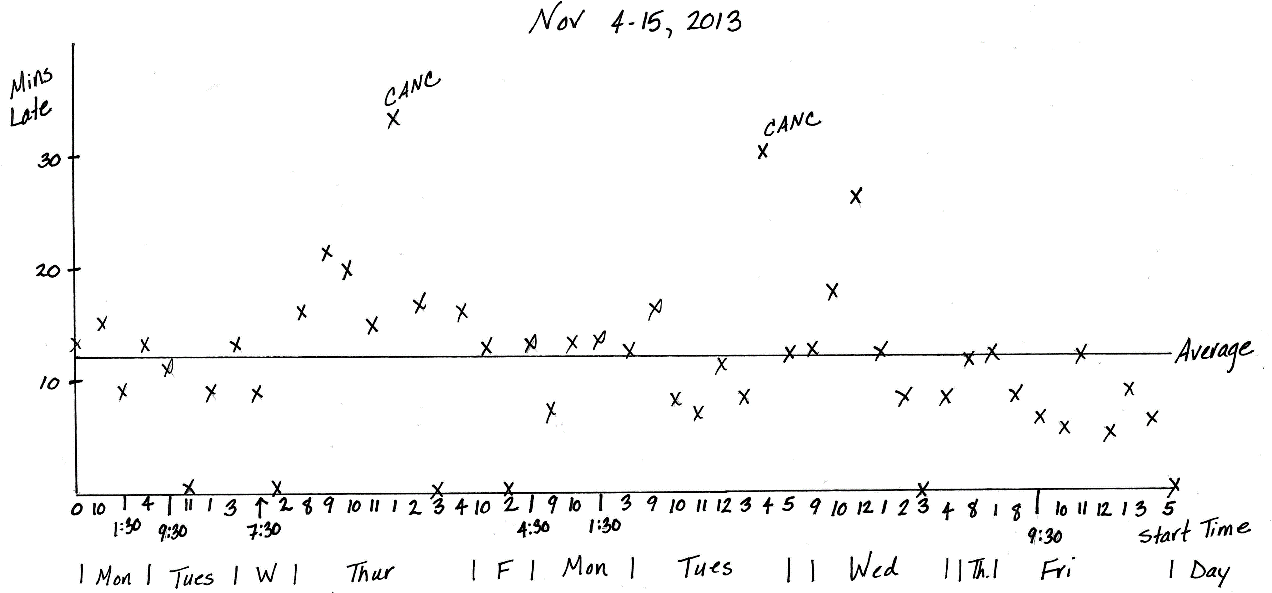 Nov 4-15, 2013
Mins
Late
CANC
CANC
30
20
10
Average
0 10 1:30 4 9:30 11 1 3 7:30 2 8 9 10 11 1 2 3 4 10 2 4:30 9 10 1:30 3 9 10 11 12 3 4 5 9 10 12 1 2 3 4 8 1 8 9:30 10 11 12 1 3 5
Start Time
Mon Tues W Thur F Mon Tues Wed Th. Fri Day